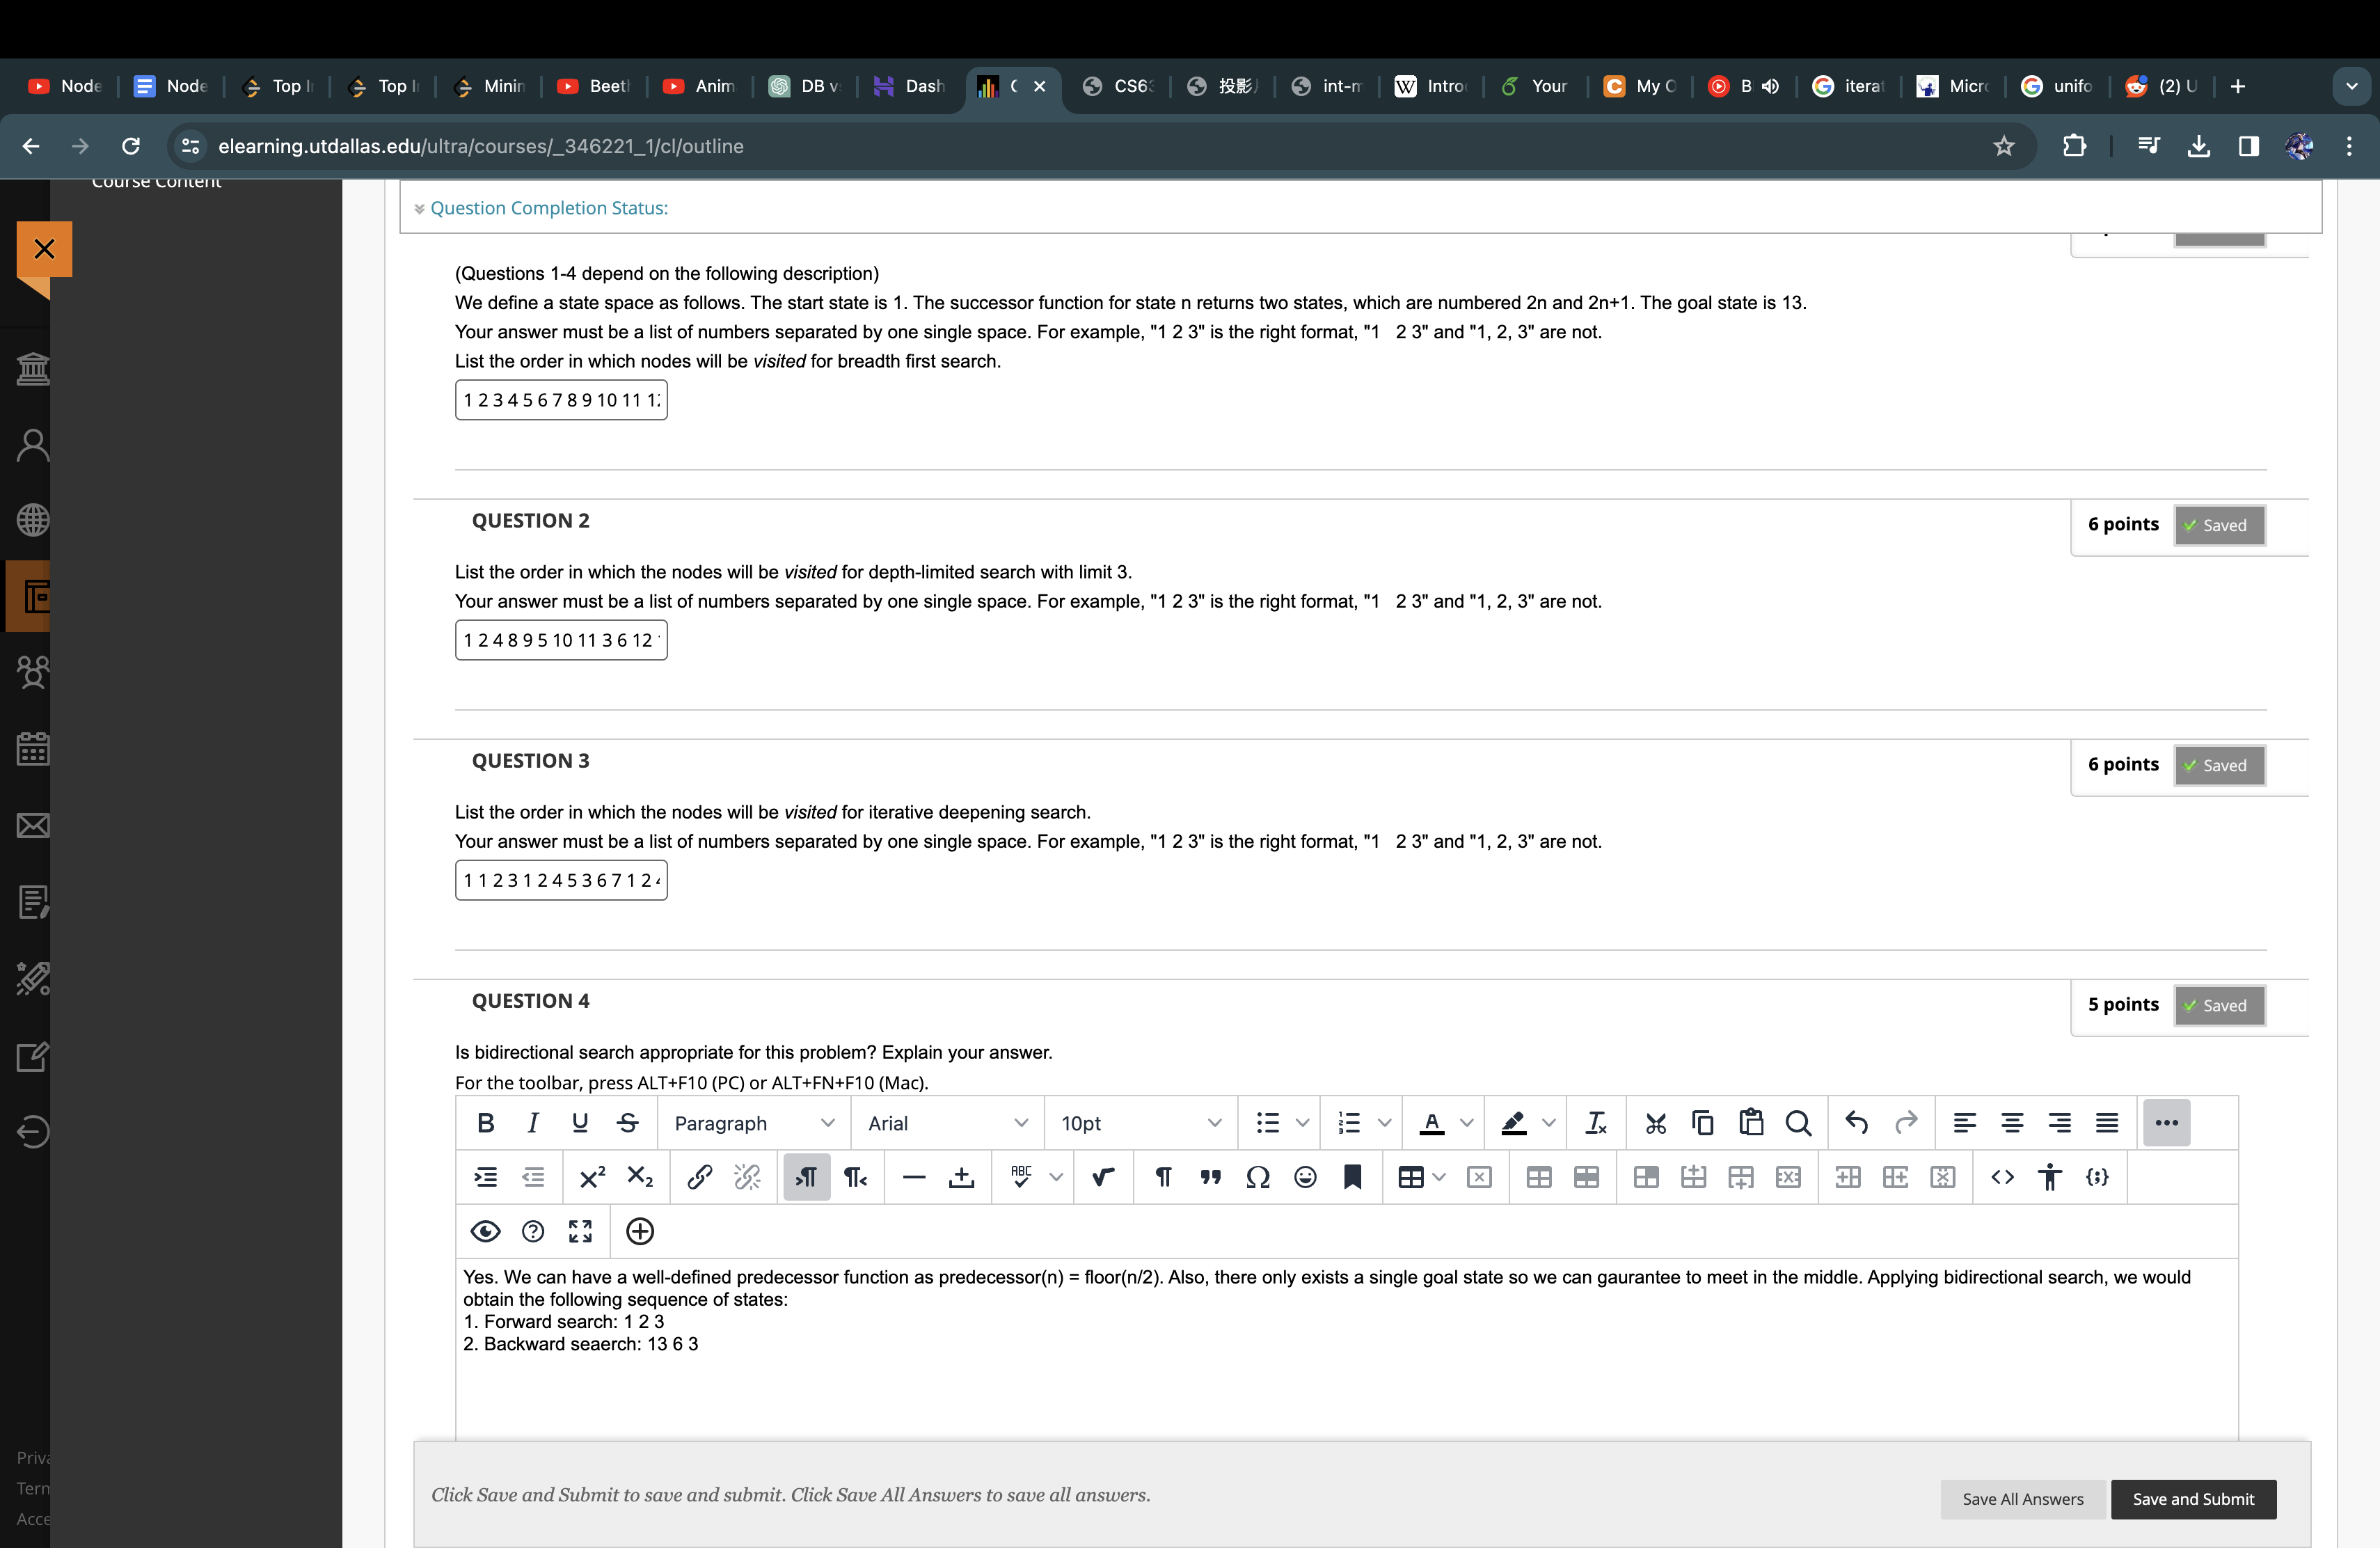 Node
Node
Top I
Top I
Minin
Beeth
Anim
DB v
Dash
CS63
投影
int-m
Intro
Your
My
B
iterat
Micro
unifo
(2) U
elearning.utdallas.edu/ultra/courses/_346221_1/cl/outline
Course Content
Question Completion Status:
(Questions 1-4 depend on the following description)
We define a state space as follows. The start state is 1. The successor function for state n returns two states, which are numbered 2n and 2n+1. The goal state is 13.
Your answer must be a list of numbers separated by one single space. For example, "1 2 3" is the right format, "1   2 3" and "1, 2, 3" are not.
List the order in which nodes will be visited for breadth first search.
1 2 3 4 5 6 7 8 9 10 11 12
QUESTION 2
6 points
Saved
List the order in which the nodes will be visited for depth-limited search with limit 3.
Your answer must be a list of numbers separated by one single space. For example, "1 2 3" is the right format, "1   2 3" and "1, 2, 3" are not.
1 2 4 8 9 5 10 11 3 6 12
QUESTION 3
6 points
Saved
List the order in which the nodes will be visited for iterative deepening search.
Your answer must be a list of numbers separated by one single space. For example, "1 2 3" is the right format, "1   2 3" and "1, 2, 3" are not.
1 1 2 3 1 2 4 5 3 6 7 1 2 4
QUESTION 4
5 points
Saved
Is bidirectional search appropriate for this problem? Explain your answer.
For the toolbar, press ALT+F10 (PC) or ALT+FN+F10 (Mac).
Paragraph
Arial
10pt
Yes. We can have a well-defined predecessor function as predecessor(n) = floor(n/2). Also, there only exists a single goal state so we can gaurantee to meet in the middle. Applying bidirectional search, we would
obtain the following sequence of states:
1. Forward search: 1 2 3
2. Backward seaerch: 13 6 3
Priva
Term
Acce
Click Save and Submit to save and submit. Click Save All Answers to save all answers.
Save All Answers
Save and Submit